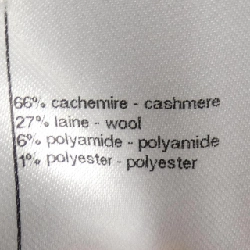 66% cachemire - cashmere
27% laine - wool
6% polyamide - polyamide
1% polyester - polyester